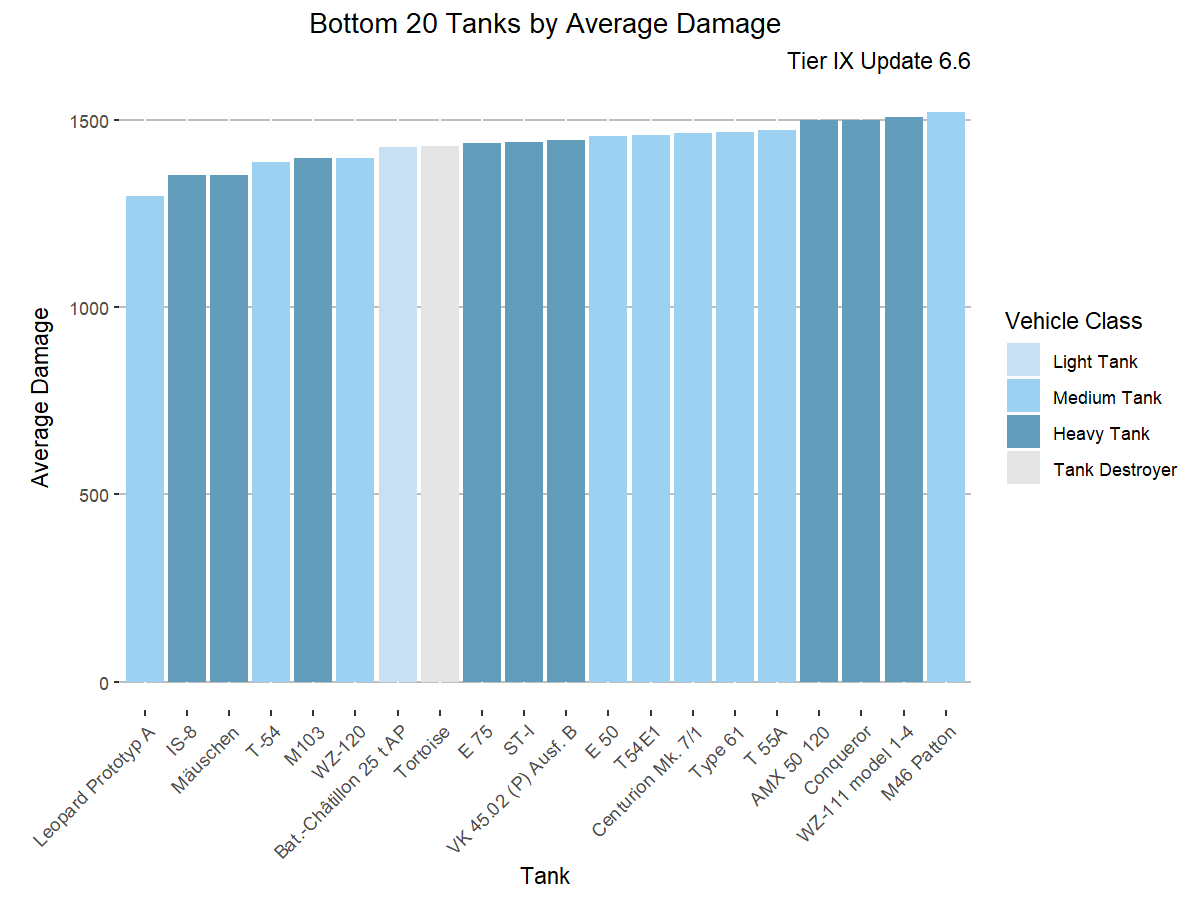 Bottom 20 Tanks by Average Damage
Tier IX Update 6.6
Average Damage
1500
1000
500
0
Leopard Prototyp A
IS-8
Mäuschen
T-54
M103
WZ-120
Bat.-Châtillon 25 t AP
Tortoise
E 75
ST-I
VK 45.02 (P) Ausf. B
E 50
T54E1
Centurion Mk. 7/1
Type 61
T 55A
AMX 50 120
Conqueror
WZ-111 model 1-4
M46 Patton
Tank
Vehicle Class
Light Tank
Medium Tank
Heavy Tank
Tank Destroyer